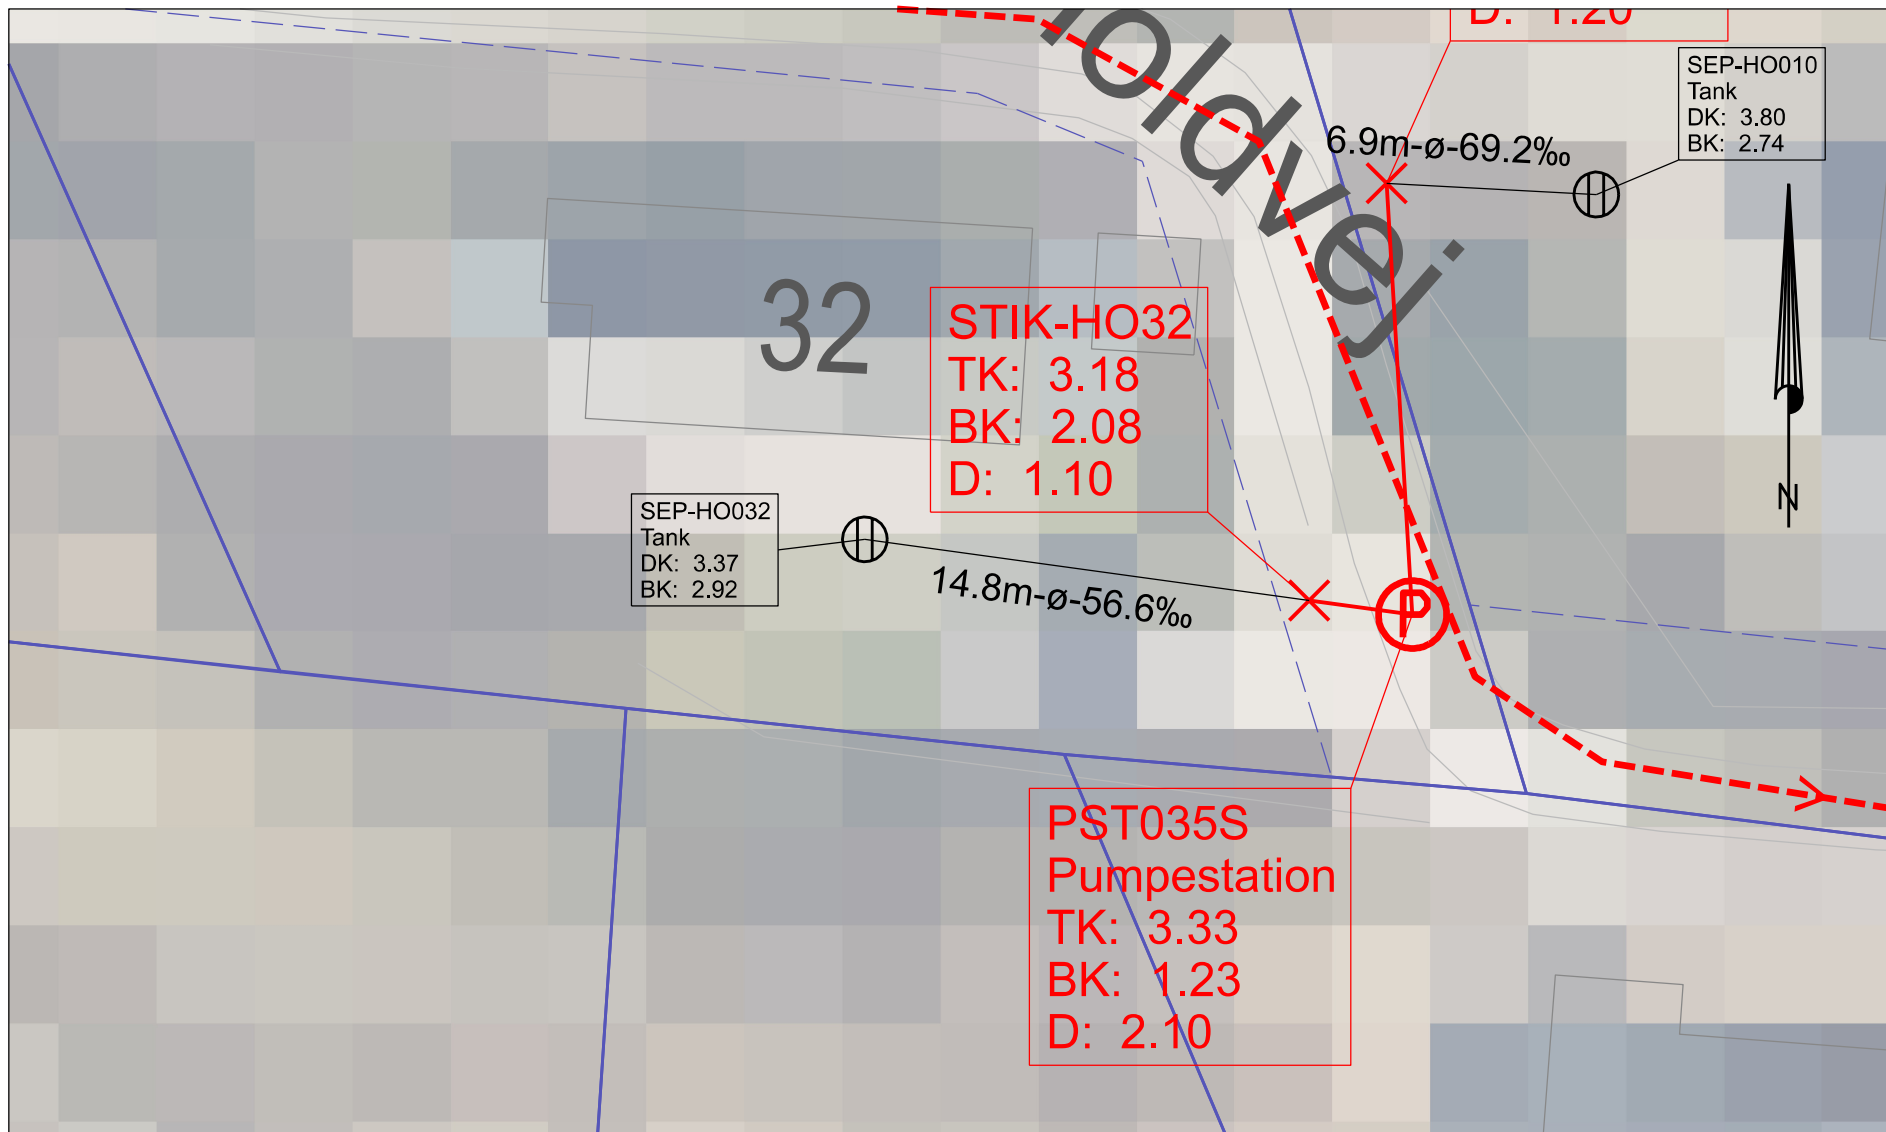 D: 1.20
oldvej
SEP-HO010
Tank
DK: 3.80
BK: 2.74
6.9m-ø-69.2‰
32
STIK-HO32
TK: 3.18
BK: 2.08
D: 1.10
N
SEP-HO032
Tank
DK: 3.37
BK: 2.92
14.8m-ø-56.6‰
P
PST035S
Pumpestation
TK: 3.33
BK: 1.23
D: 2.10